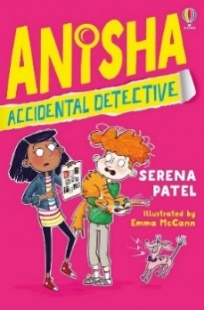 ANISHA
ACCIDENTAL DETECTIVE
SERENA
PATEL
Illustrated by
Emma McCann